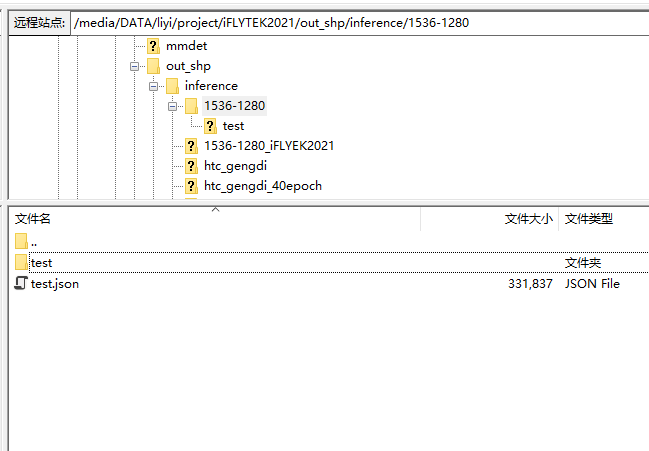 远程站点: /media/DATA/liyi/project/iFLYTEK2021/out_shp/inference/1536-1280
mmdet
out_shp
inference
1536-1280
test
1536-1280_iFLYEK2021
htc_gengdi
htc_gengdi_40epoch
文件名 文件大小 文件类型
..
test 文件夹
test.json 331,837 JSON File